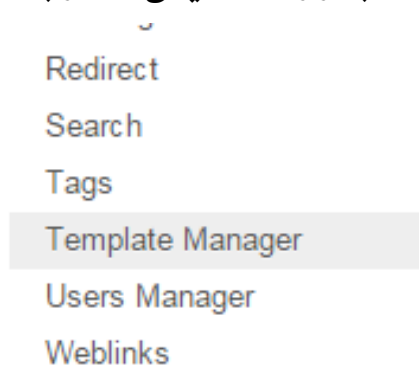 Redirect
Search
Tags
Template Manager
Users Manager
Weblinks